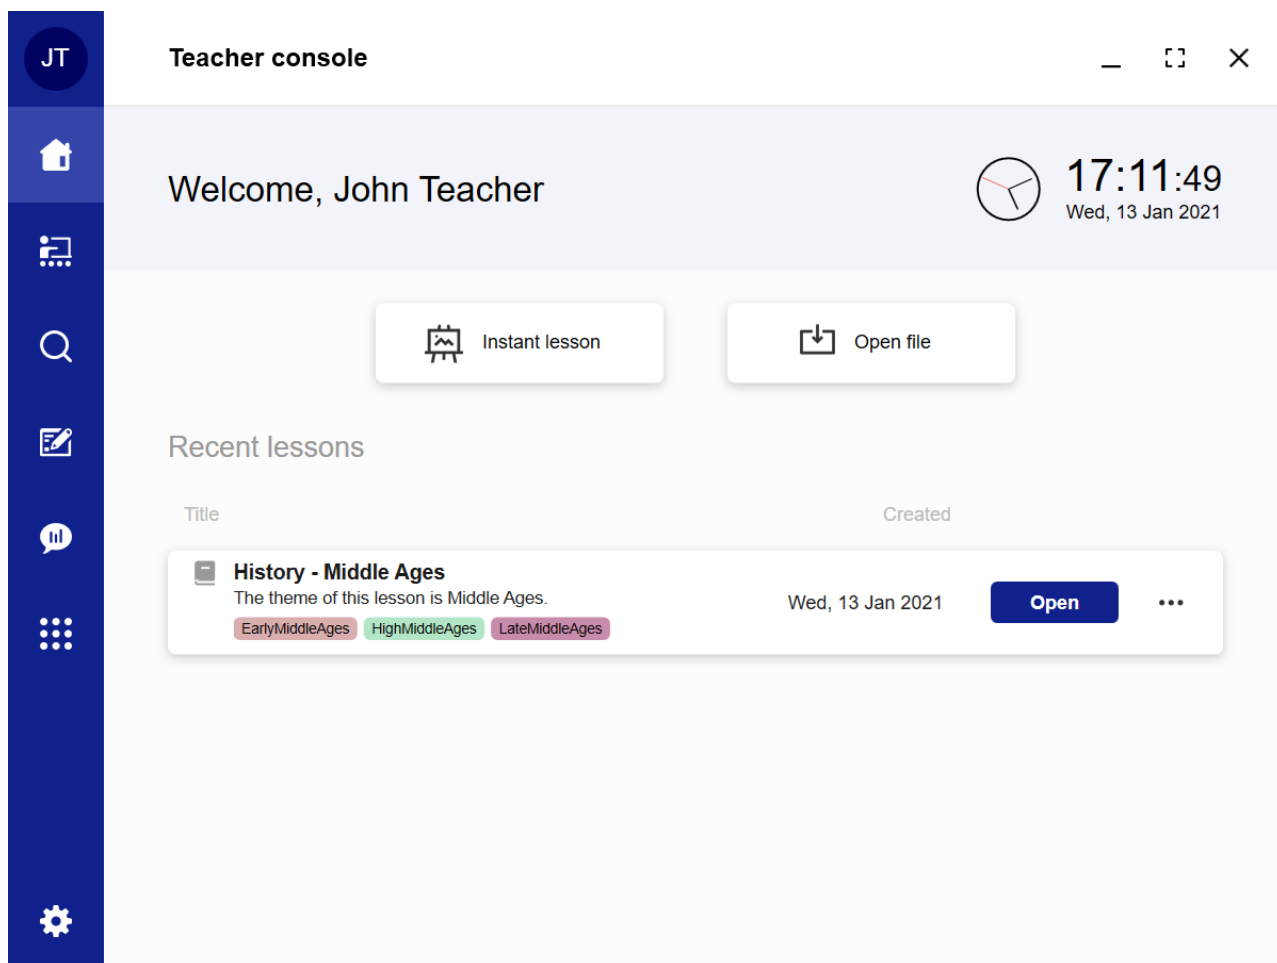 JT
Teacher console
Welcome, John Teacher
17:11:49
Wed, 13 Jan 2021
Instant lesson
Open file
Recent lessons
Title Created
History - Middle Ages
The theme of this lesson is Middle Ages.
EarlyMiddleAges HighMiddleAges LateMiddleAges
Wed, 13 Jan 2021
Open